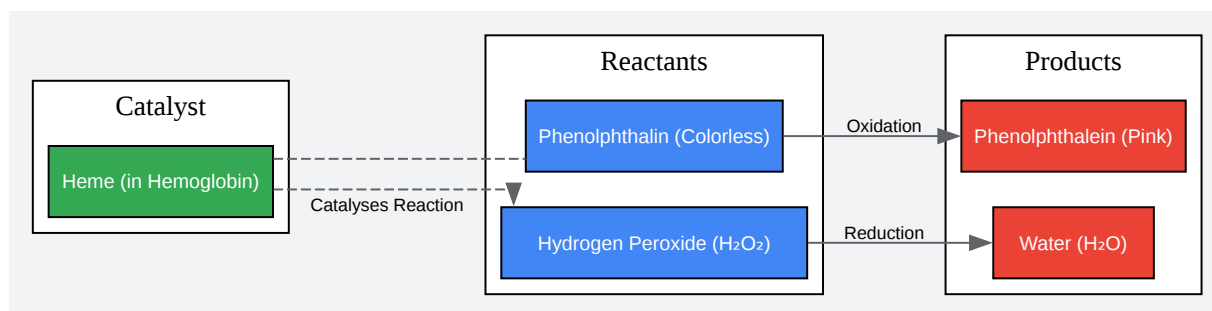 Catalyst
Heme (in Hemoglobin)
Catalyses Reaction
Reactants
Phenolphthalin (Colorless)
Hydrogen Peroxide (H₂O₂)
Oxidation
Reduction
Products
Phenolphthalein (Pink)
Water (H₂O)